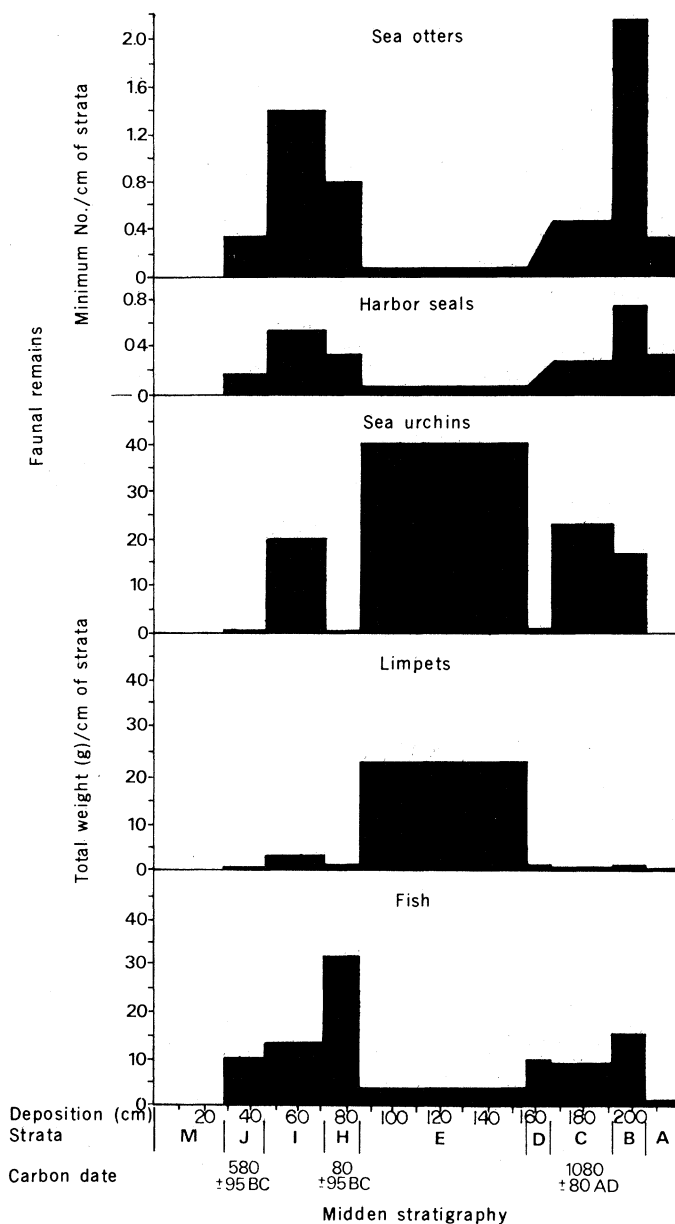 Sea otters
Minimum No./cm of strata
2.0
1.6
1.2
0.8
0.4
0
Harbor seals
0.8
0 4
0
Faunal remains
Sea urchins
40
30
20
10
0
Limpets
40
30
20
10
0
Total weight (g)/cm of strata
Fish
40
30
20
10
0
Deposition (cm) 20 40 60 80 100 120 140 160 180 200
Strata M J I H E D C B A
Carbon date 580 ±95 BC 80 ±95 BC 1080 ±80 AD
Midden stratigraphy